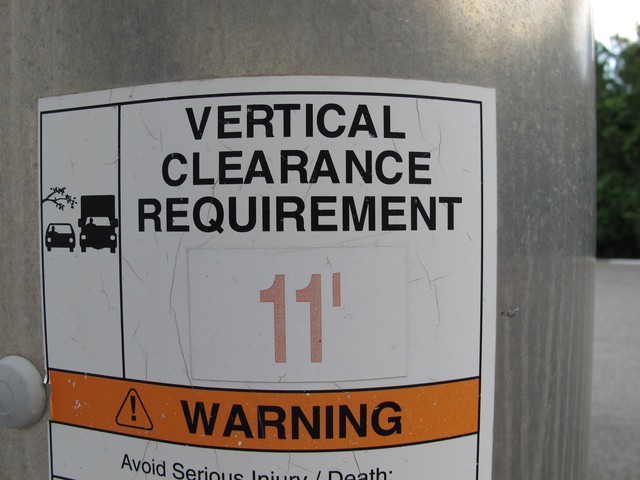 VERTICAL
CLEARANCE
REQUIREMENT
11'
WARNING
Avoid Serious Injury / Death: